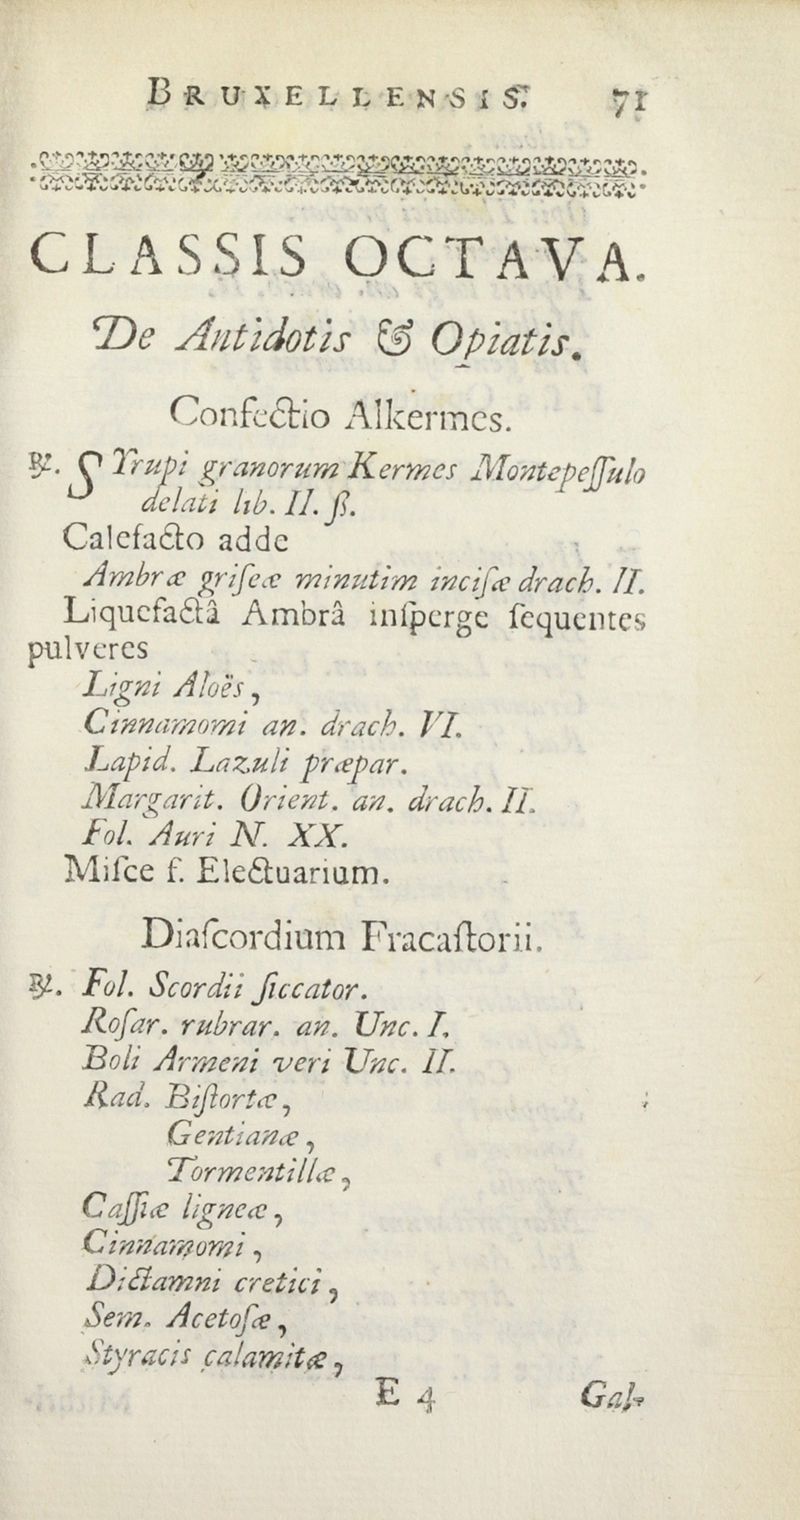 BRUXELLENSIS. 71
CLASSIS OCTAVA.
De Antidotis & Opiatis.
Confectio Alkermes.
℞. SYrupi granorum Kermes Montepeſſulo
delati lib. II. ß.
Calefacto adde
Ambræ griſeæ minutim inciſæ drach. II.
Liquefactâ Ambrâ inſperge ſequentes
pulveres
Ligni Aloës,
Cinnamomi an. drach. VI.
Lapid. Lazuli præpar.
Margarit. Orient. an. drach. II.
Fol. Auri N. XX.
Miſce f. Electuarium.
Diaſcordium Fracaſtorii.
℞. Fol. Scordii ſiccator.
Roſar. rubrar. an. Unc. I.
Boli Armeni veri Unc. II.
Rad. Biſtortæ,
Gentianæ,
Tormentillæ,
Caſſiæ ligneæ,
Cinnamomi,
Dictamni cretici,
Sem. Acetoſæ,
Styracis calamitæ,
E 4 Gal-